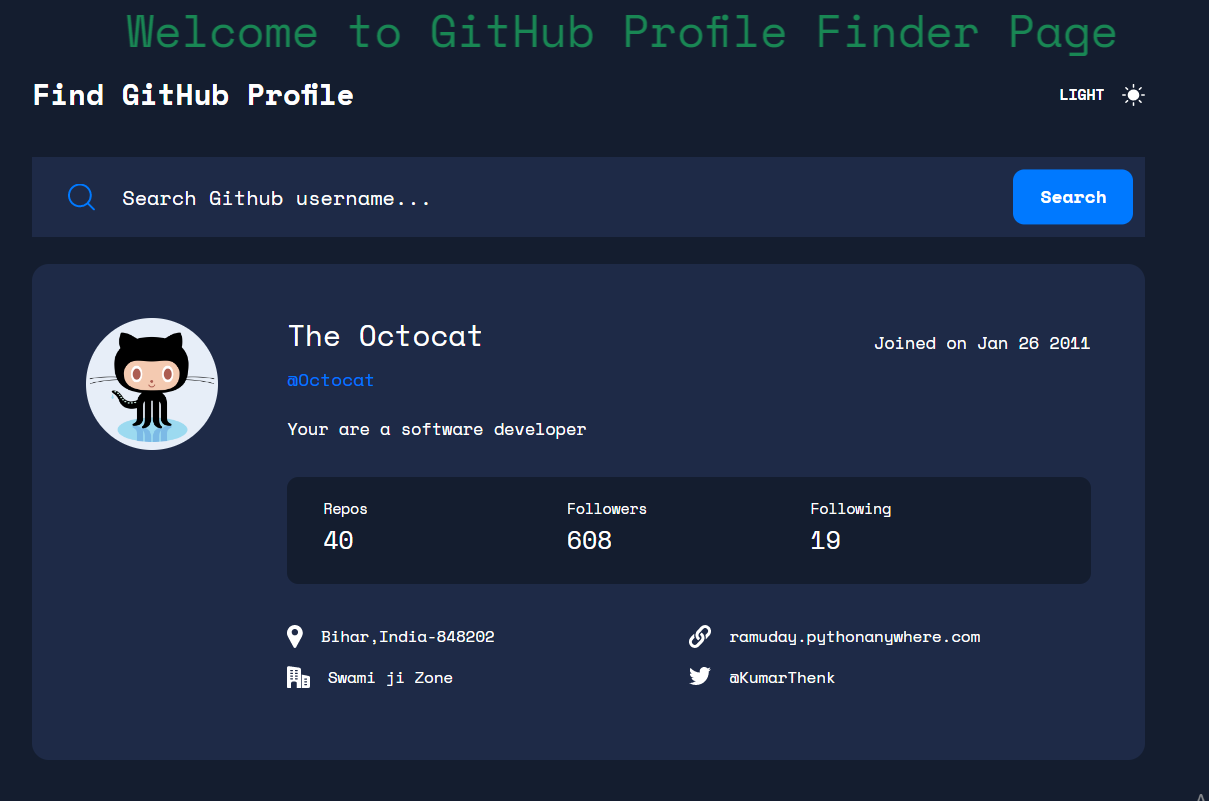 Welcome to GitHub Profile Finder Page
Find GitHub Profile
LIGHT
Search Github username...
Search
The Octocat
Joined on Jan 26 2011
@Octocat
Your are a software developer
Repos
Followers
Following
40
608
19
Bihar,India-848202
ramuday.pythonanywhere.com
Swami ji Zone
@KumarThenk